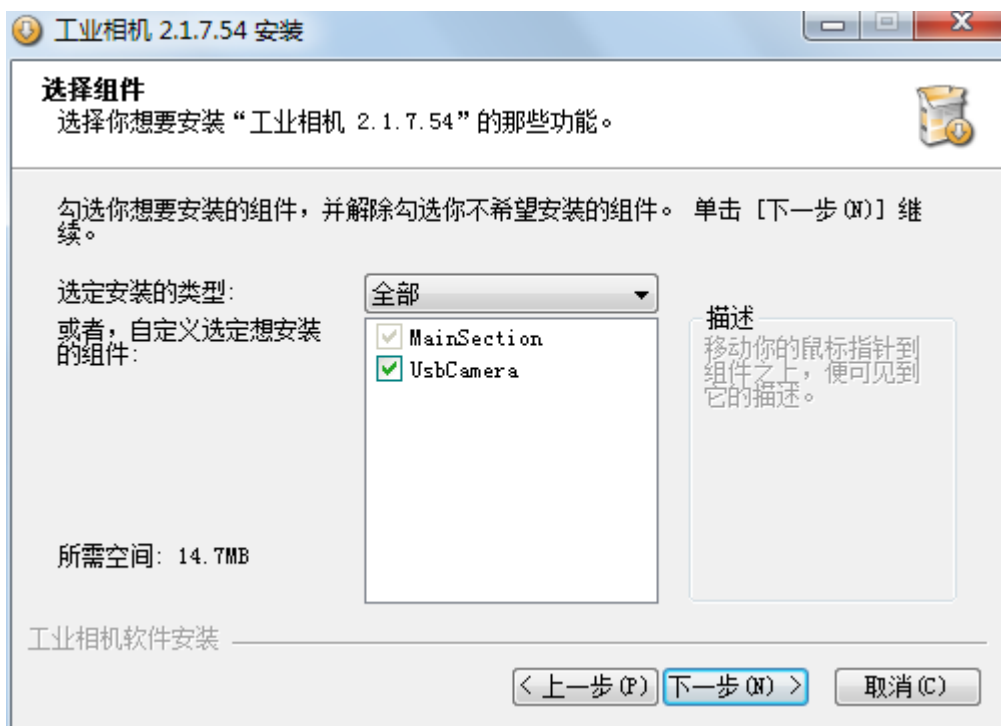 工业相机 2.1.7.54 安装
选择组件
选择你想要安装“工业相机 2.1.7.54”的那些功能。
勾选你想要安装的组件，并解除勾选你不希望安装的组件。 单击 [下一步(N)] 继
续。
选定安装的类型:
全部
或者，自定义选定想安装
的组件:
MainSection
UsbCamera
描述
移动你的鼠标指针到
组件之上，便可见到
它的描述。
所需空间: 14.7MB
工业相机软件安装
< 上一步(P)
下一步(N) >
取消(C)